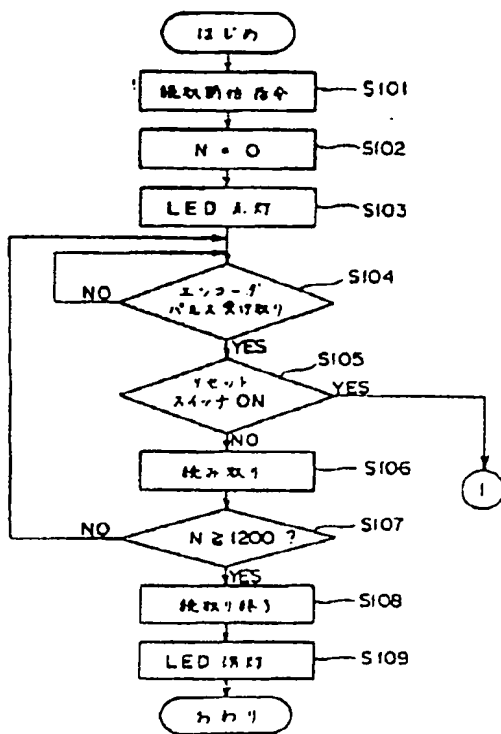 はじめ
読取開始指令
S101
N = 0
S102
LED 点灯
S103
エンコーダ
パルス受け取り
S104
NO
YES
リセット
スイッチON
S105
YES
NO
読み取り
S106
1
N ≥ 1200 ?
S107
NO
YES
読取り終了
S108
LED 消灯
S109
おわり